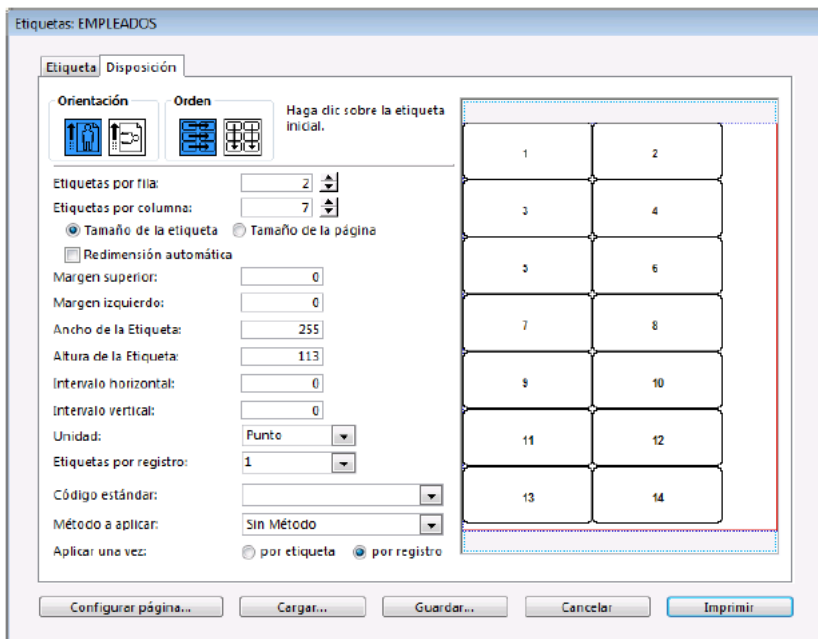 Etiquetas: EMPLEADOS
Etiqueta Disposición
Orientación Orden
Haga clic sobre la etiqueta
inicial.
Etiquetas por fila: 2
Etiquetas por columna: 7
Tamaño de la etiqueta Tamaño de la página
Redimensión automática
Margen superior: 0
Margen izquierdo: 0
Ancho de la Etiqueta: 255
Altura de la Etiqueta: 113
Intervalo horizontal: 0
Intervalo vertical: 0
Unidad: Punto
Etiquetas por registro: 1
Código estándar:
Método a aplicar: Sin Método
Aplicar una vez: por etiqueta por registro
1 2
3 4
5 6
7 8
9 10
11 12
13 14
Configurar página... Cargar... Guardar... Cancelar Imprimir